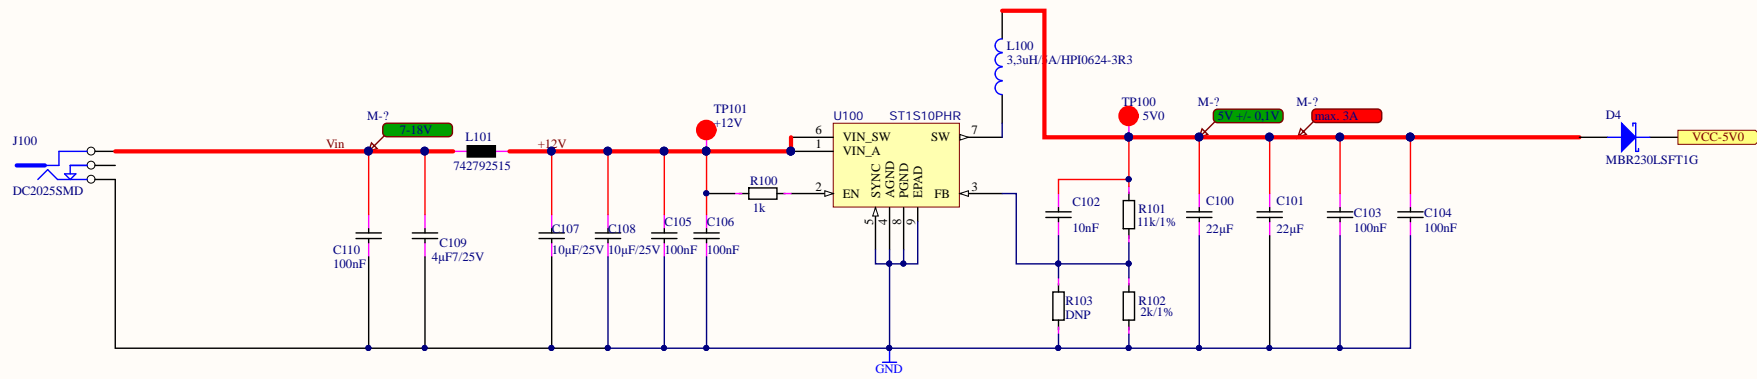 J100
DC2025SMD
Vin
M-?
7-18V
L101
742792515
+12V
TP101
+12V
C110
100nF
C109
4µF7/25V
C107
10µF/25V
C108
10µF/25V
C105
100nF
C106
100nF
R100
1k
U100
ST1S10PHR
6
VIN_SW
1
VIN_A
2
EN
SYNC
AGND
PGND
EPAD
5
4
8
9
SW
7
FB
3
GND
L100
3,3uH/5A/HPI0624-3R3
TP100
5V0
C102
10nF
R101
11k/1%
R103
DNP
R102
2k/1%
M-?
5V +/- 0,1V
M-?
max. 3A
C100
22µF
C101
22µF
C103
100nF
C104
100nF
D4
MBR230LSFT1G
VCC-5V0